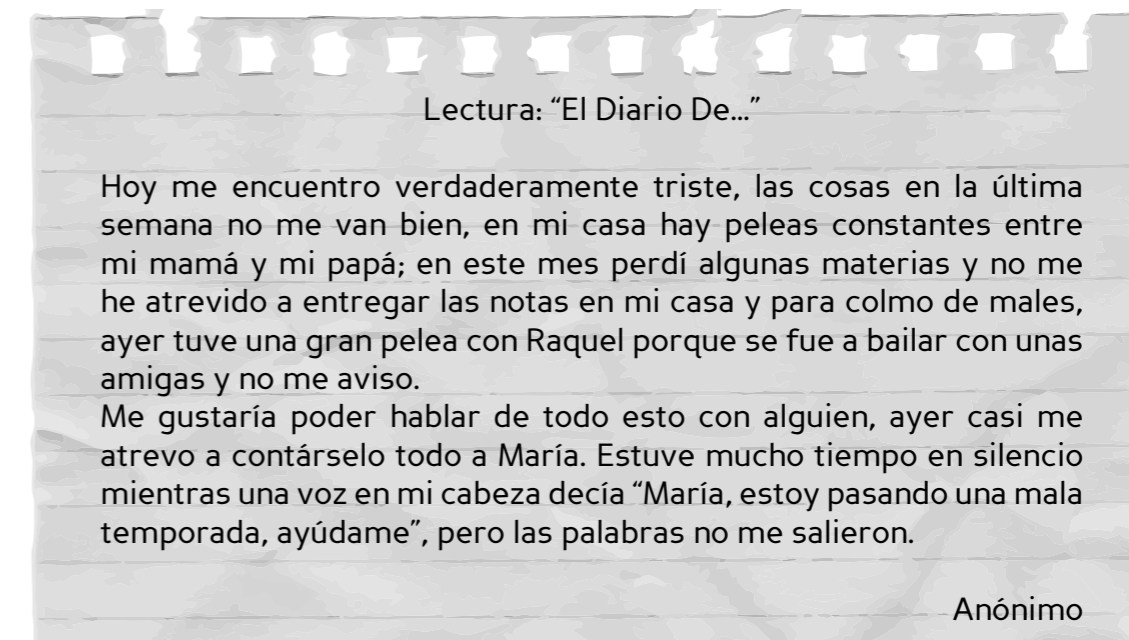 Lectura: “El Diario De...”
Hoy me encuentro verdaderamente triste, las cosas en la última
semana no me van bien, en mi casa hay peleas constantes entre
mi mamá y mi papá; en este mes perdí algunas materias y no me
he atrevido a entregar las notas en mi casa y para colmo de males,
ayer tuve una gran pelea con Raquel porque se fue a bailar con unas
amigas y no me aviso.
Me gustaría poder hablar de todo esto con alguien, ayer casi me
atrevo a contárselo todo a María. Estuve mucho tiempo en silencio
mientras una voz en mi cabeza decía “María, estoy pasando una mala
temporada, ayúdame”, pero las palabras no me salieron.
Anónimo